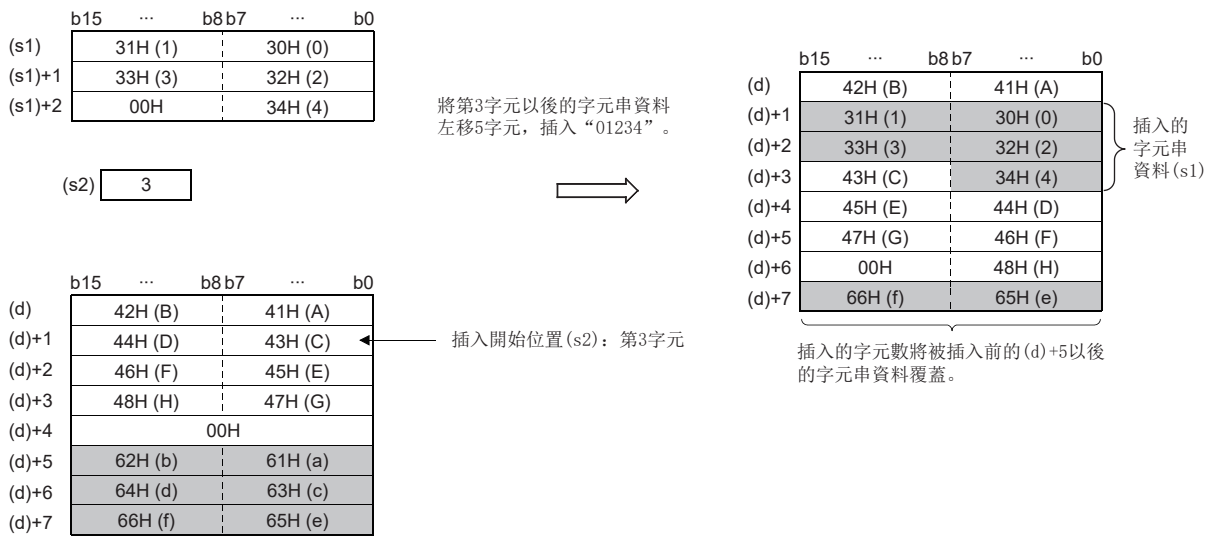 b15 ... b8 b7 ... b0
(s1) 31H (1) 30H (0)
(s1)+1 33H (3) 32H (2)
(s1)+2 00H 34H (4)
(s2) 3
b15 ... b8 b7 ... b0
(d) 42H (B) 41H (A)
(d)+1 44H (D) 43H (C)
(d)+2 46H (F) 45H (E)
(d)+3 48H (H) 47H (G)
(d)+4 00H
(d)+5 62H (b) 61H (a)
(d)+6 64H (d) 63H (c)
(d)+7 66H (f) 65H (e)
將第3字元以後的字元串資料
左移5字元，插入“01234”。
插入開始位置(s2)：第3字元
b15 ... b8 b7 ... b0
(d) 42H (B) 41H (A)
(d)+1 31H (1) 30H (0)
(d)+2 33H (3) 32H (2)
(d)+3 43H (C) 34H (4)
(d)+4 45H (E) 44H (D)
(d)+5 47H (G) 46H (F)
(d)+6 00H 48H (H)
(d)+7 66H (f) 65H (e)
插入的
字元串
資料(s1)
插入的字元數將被插入前的(d)+5以後
的字元串資料覆蓋。